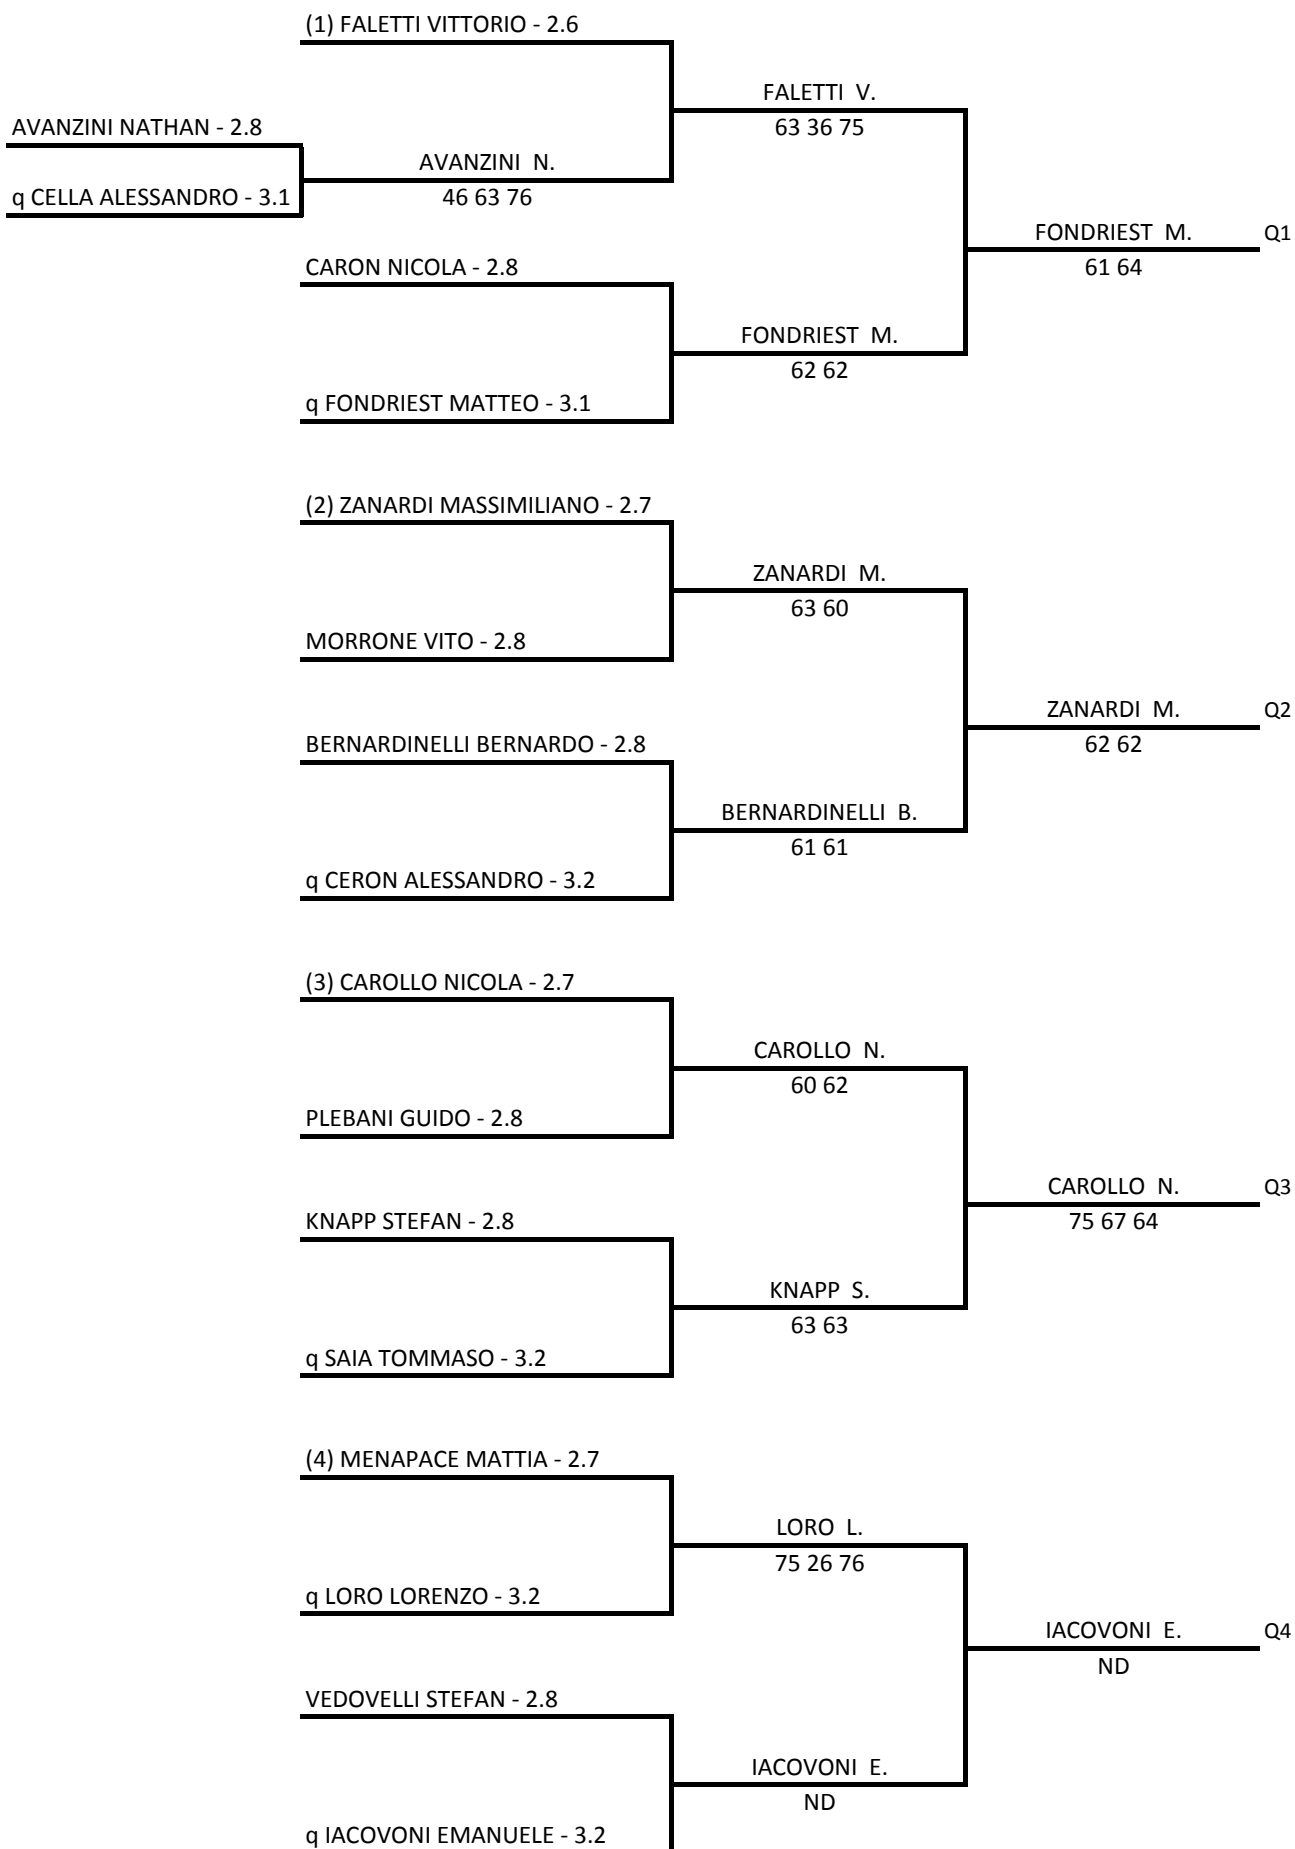 (1) FALETTI VITTORIO - 2.6
FALETTI V.
AVANZINI NATHAN - 2.8
63 36 75
AVANZINI N.
q CELLA ALESSANDRO - 3.1
46 63 76
FONDRIEST M.
Q1
CARON NICOLA - 2.8
61 64
FONDRIEST M.
62 62
q FONDRIEST MATTEO - 3.1
(2) ZANARDI MASSIMILIANO - 2.7
ZANARDI M.
63 60
MORRONE VITO - 2.8
ZANARDI M.
Q2
BERNARDINELLI BERNARDO - 2.8
62 62
BERNARDINELLI B.
61 61
q CERON ALESSANDRO - 3.2
(3) CAROLLO NICOLA - 2.7
CAROLLO N.
60 62
PLEBANI GUIDO - 2.8
CAROLLO N.
Q3
KNAPP STEFAN - 2.8
75 67 64
KNAPP S.
63 63
q SAIA TOMMASO - 3.2
(4) MENAPACE MATTIA - 2.7
LORO L.
75 26 76
q LORO LORENZO - 3.2
IACOVONI E.
Q4
ND
VEDOVELLI STEFAN - 2.8
IACOVONI E.
ND
q IACOVONI EMANUELE - 3.2